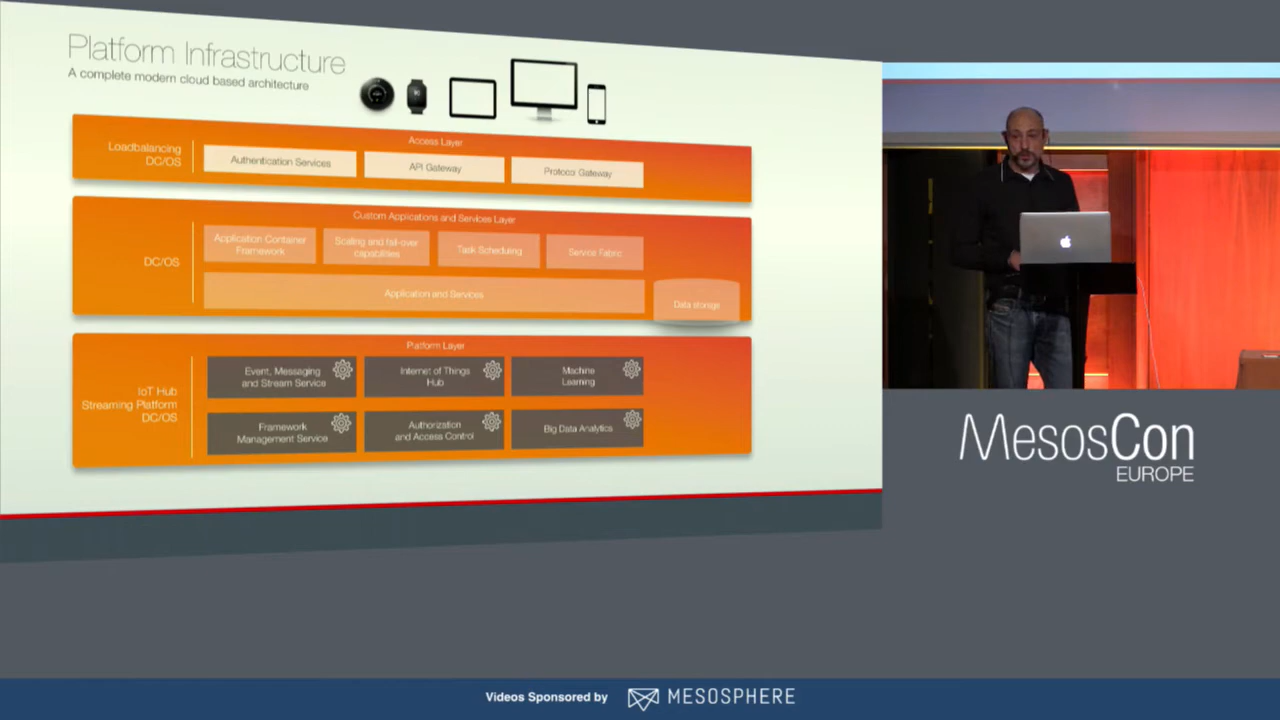 Platform Infrastructure
A complete modern cloud based architecture
Loadbalancing
DC/OS
Access Layer
Authentication Services
API Gateway
Protocol Gateway
DC/OS
Custom Applications and Services Layer
Application Container
Framework
Scaling and fail-over
capabilities
Task Scheduling
Service Fabric
Application and Services
Data storage
IoT Hub
Streaming Platform
DC/OS
Platform Layer
Event, Messaging
and Stream Service
Internet of Things
Hub
Machine
Learning
Framework
Management Service
Authorization
and Access Control
Big Data Analytics
MesosCon
EUROPE
Videos Sponsored by
MESOSPHERE